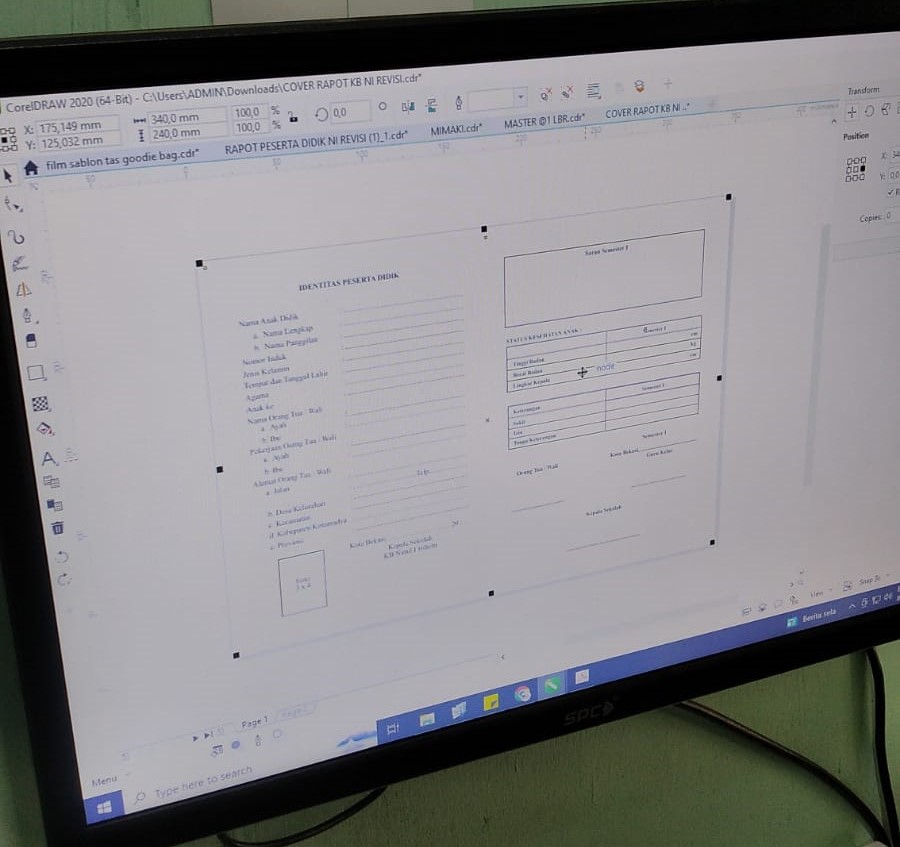 CorelDRAW 2020 (64-Bit) - C:\Users\ADMIN\Downloads\COVER RAPOT KB NI REVISI.cdr*
X: 175,149 mm
Y: 125,032 mm
340,0 mm
240,0 mm
100,0 %
100,0 %
0,0
film sablon tas goodie bag.cdr*
RAPOT PESERTA DIDIK NI REVISI (1)_1.cdr*
MIMAKI.cdr*
MASTER @1 LBR.cdr*
COVER RAPOT KB NI ..*
Transform
Position
X:
Y:
Copies: 0
IDENTITAS PESERTA DIDIK
Nama Anak Didik
a. Nama Lengkap
b. Nama Panggilan
Nomor Induk
Jenis Kelamin
Tempat dan Tanggal Lahir
Agama
Anak ke
Nama Orang Tua / Wali
a. Ayah
b. Ibu
Pekerjaan Orang Tua / Wali
a. Ayah
b. Ibu
Alamat Orang Tua / Wali
a. Jalan
Telp.
b. Desa/Kelurahan
c. Kecamatan
d. Kabupaten/Kotamadya
e. Provinsi
Kota Bekasi,
20
Kepala Sekolah
Foto
3 x 4
Saran Semester I
STATUS KESEHATAN ANAK :
Semester I
Tinggi Badan
cm
Berat Badan
kg
Lingkar Kepala
cm
node
Keterangan
Semester I
Sakit
Izin
Tanpa Keterangan
Semester I
Kota Bekasi,
Orang Tua / Wali
Guru Kelas
Kepala Sekolah
Page 1
View
Snap To
Berita sela
Menu
Type here to search
SPC